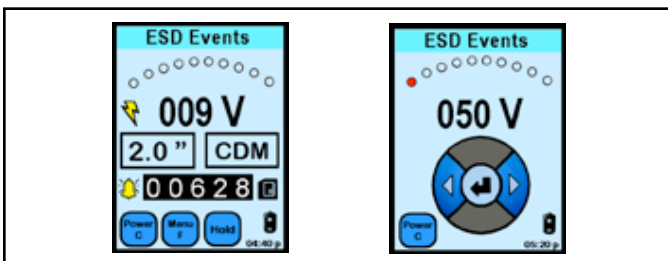 ESD Events
009 V
2.0 " CDM
00628
Power C Menu F Hold
04:40 p
ESD Events
050 V
Power C
05:20 p